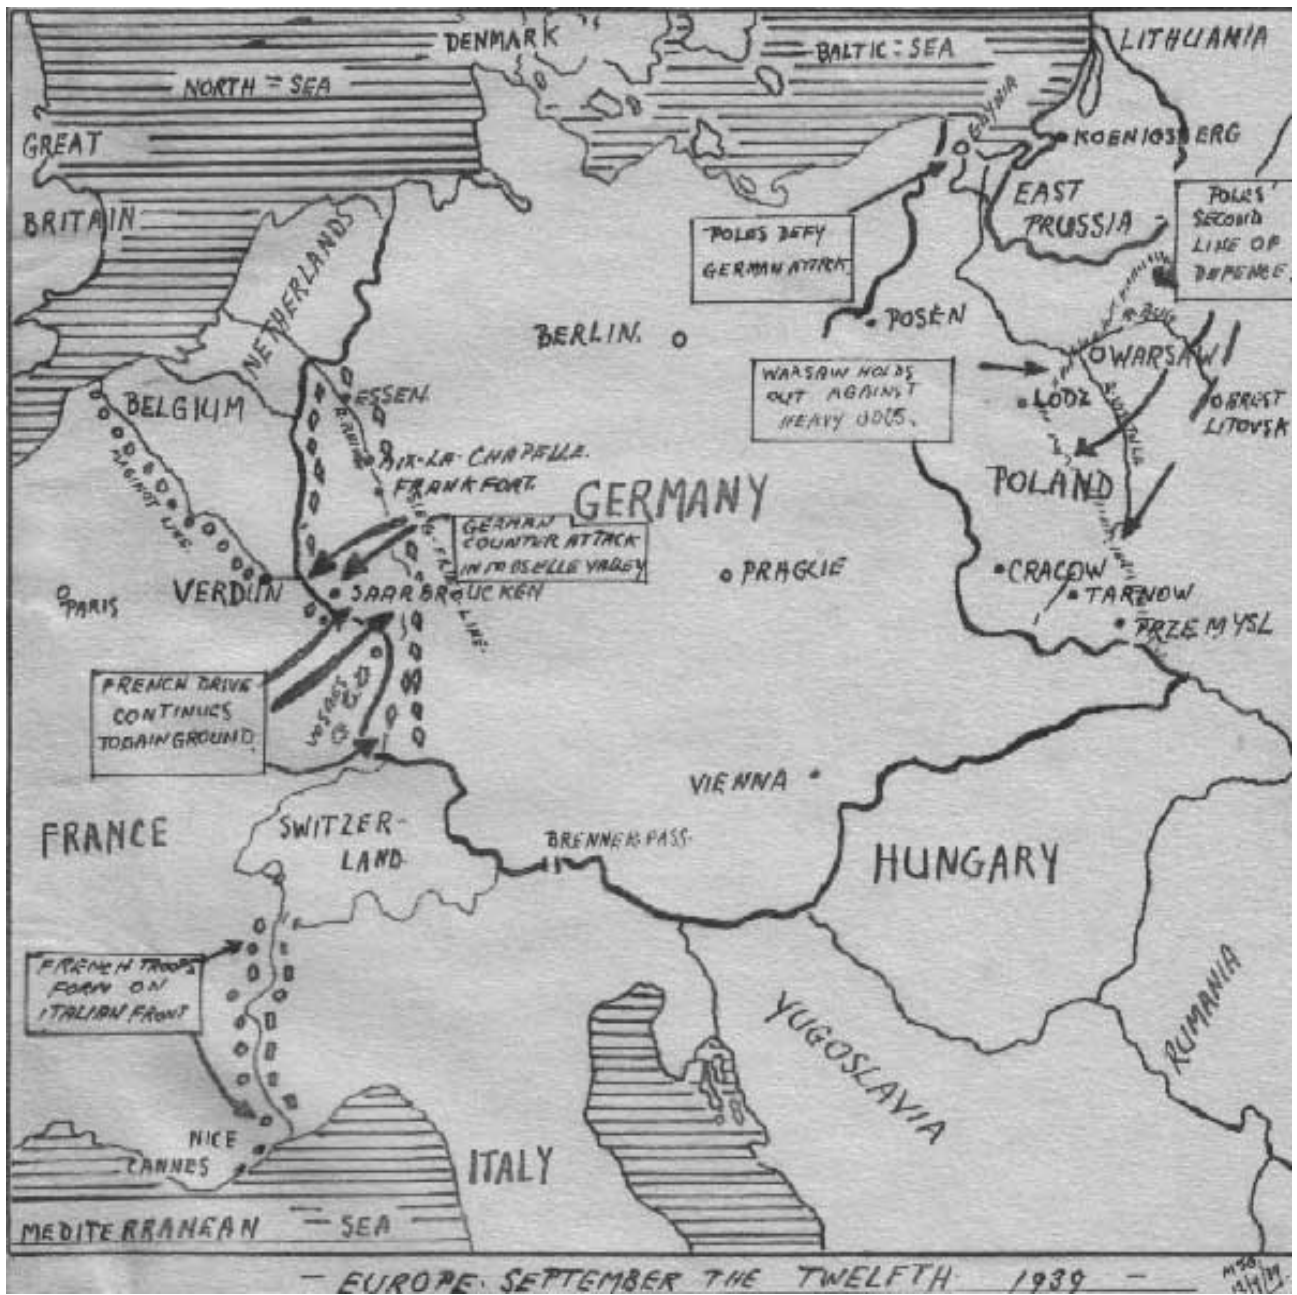 DENMARK
BALTIC = SEA
LITHUANIA
NORTH = SEA
GREAT
BRITAIN
GDYNIA
KOENIGSBERG
EAST
PRUSSIA
POLES'
SECOND
LINE OF
DEFENCE.
POLES DEFY
GERMAN ATTACK.
NETHERLANDS
BERLIN.
POSEN
R. BUG
WARSAW
WARSAW HOLDS
OUT AGAINST
HEAVY ODDS.
LODZ
BREST
LITOVSK
ESSEN.
BELGIUM
MAGINOT LINE.
AIX-LA-CHAPELLE.
FRANKFORT.
GERMANY
POLAND
GERMAN
COUNTER ATTACK
IN MOSELLE VALLEY
VERDUN
SAARBRUCKEN
PARIS
PRAGUE
CRACOW
TARNOW
PRZEMYSL
FRENCH DRIVE
CONTINUES
TO GAIN GROUND.
VOSGES
VIENNA
FRANCE
SWITZER-
LAND.
BRENNER PASS.
HUNGARY
FRENCH TROOPS
FORM ON
ITALIAN FRONT
YUGOSLAVIA
RUMANIA
NICE
CANNES
ITALY
MEDITERRANEAN = SEA
- EUROPE. SEPTEMBER THE TWELFTH 1939 -